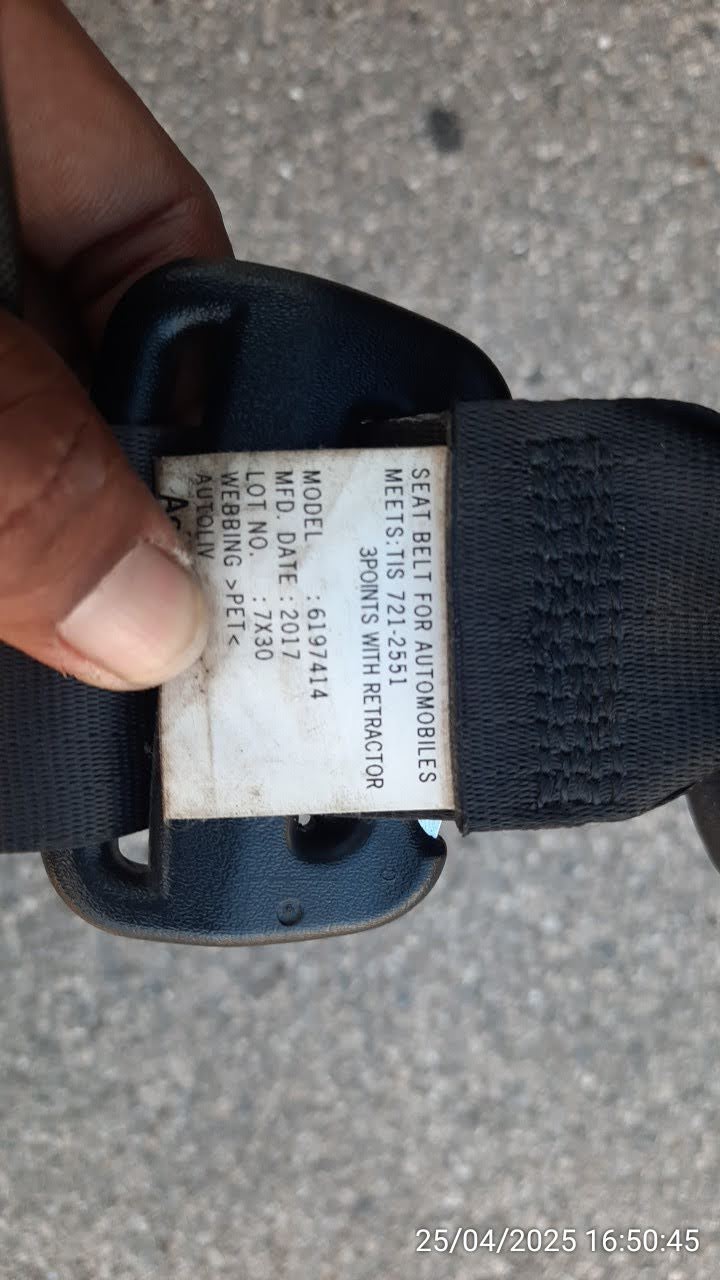 SEAT BELT FOR AUTOMOBILES
MEETS:TIS 721-2551
3POINTS WITH RETRACTOR
MODEL : 6197414
MFD. DATE : 2017
LOT NO. : 7X30
WEBBING >PET<
AUTOLIV
25/04/2025 16:50:45